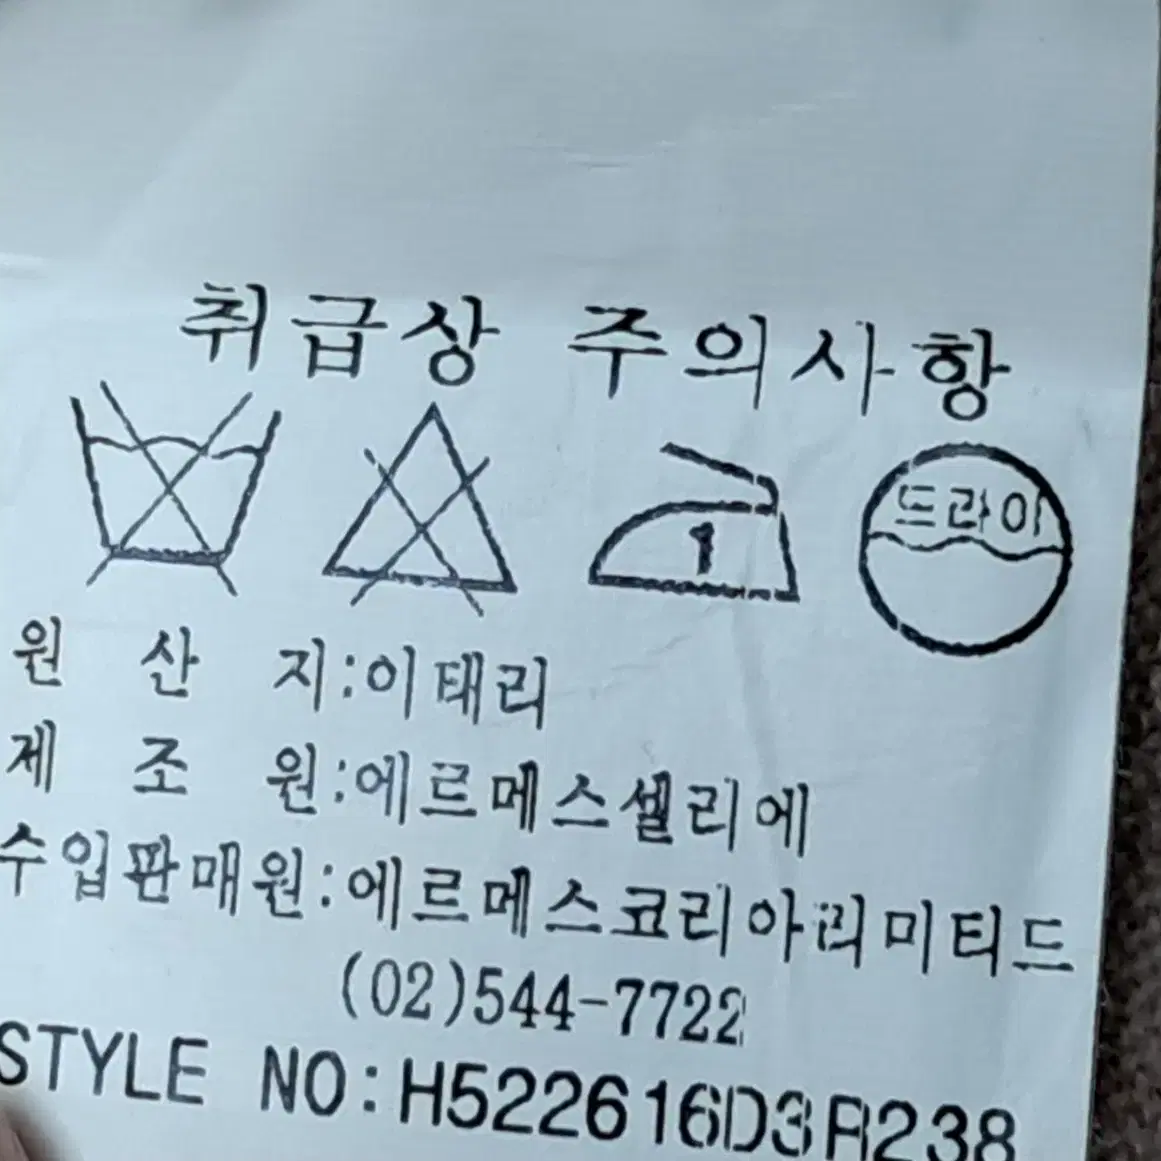 취급상 주의사항
1
드라이
원 산 지:이태리
제 조 원:에르메스셀리에
수입판매원:에르메스코리아리미티드
(02)544-7722
STYLE NO:H522616D3R238